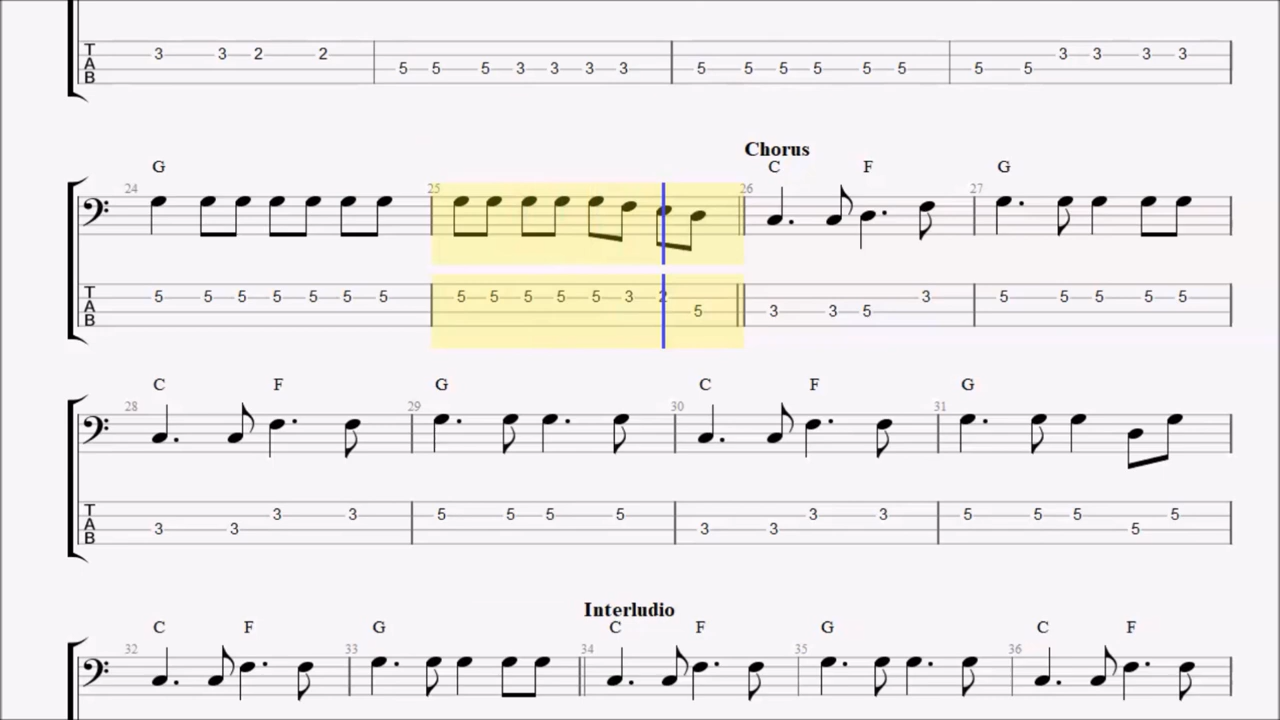 T A B 3 3 2 2 5 5 5 3 3 3 3 5 5 5 5 5 5 5 5 3 3 3 3
Chorus
G C F G
24 25 26 27
T A B 5 5 5 5 5 5 5 5 5 5 5 5 3 2 5 3 3 5 3 5 5 5 5 5
C F G C F G
28 29 30 31
T A B 3 3 3 3 5 5 5 5 3 3 3 3 5 5 5 5 5
Interludio
C F G C F G C F
32 33 34 35 36